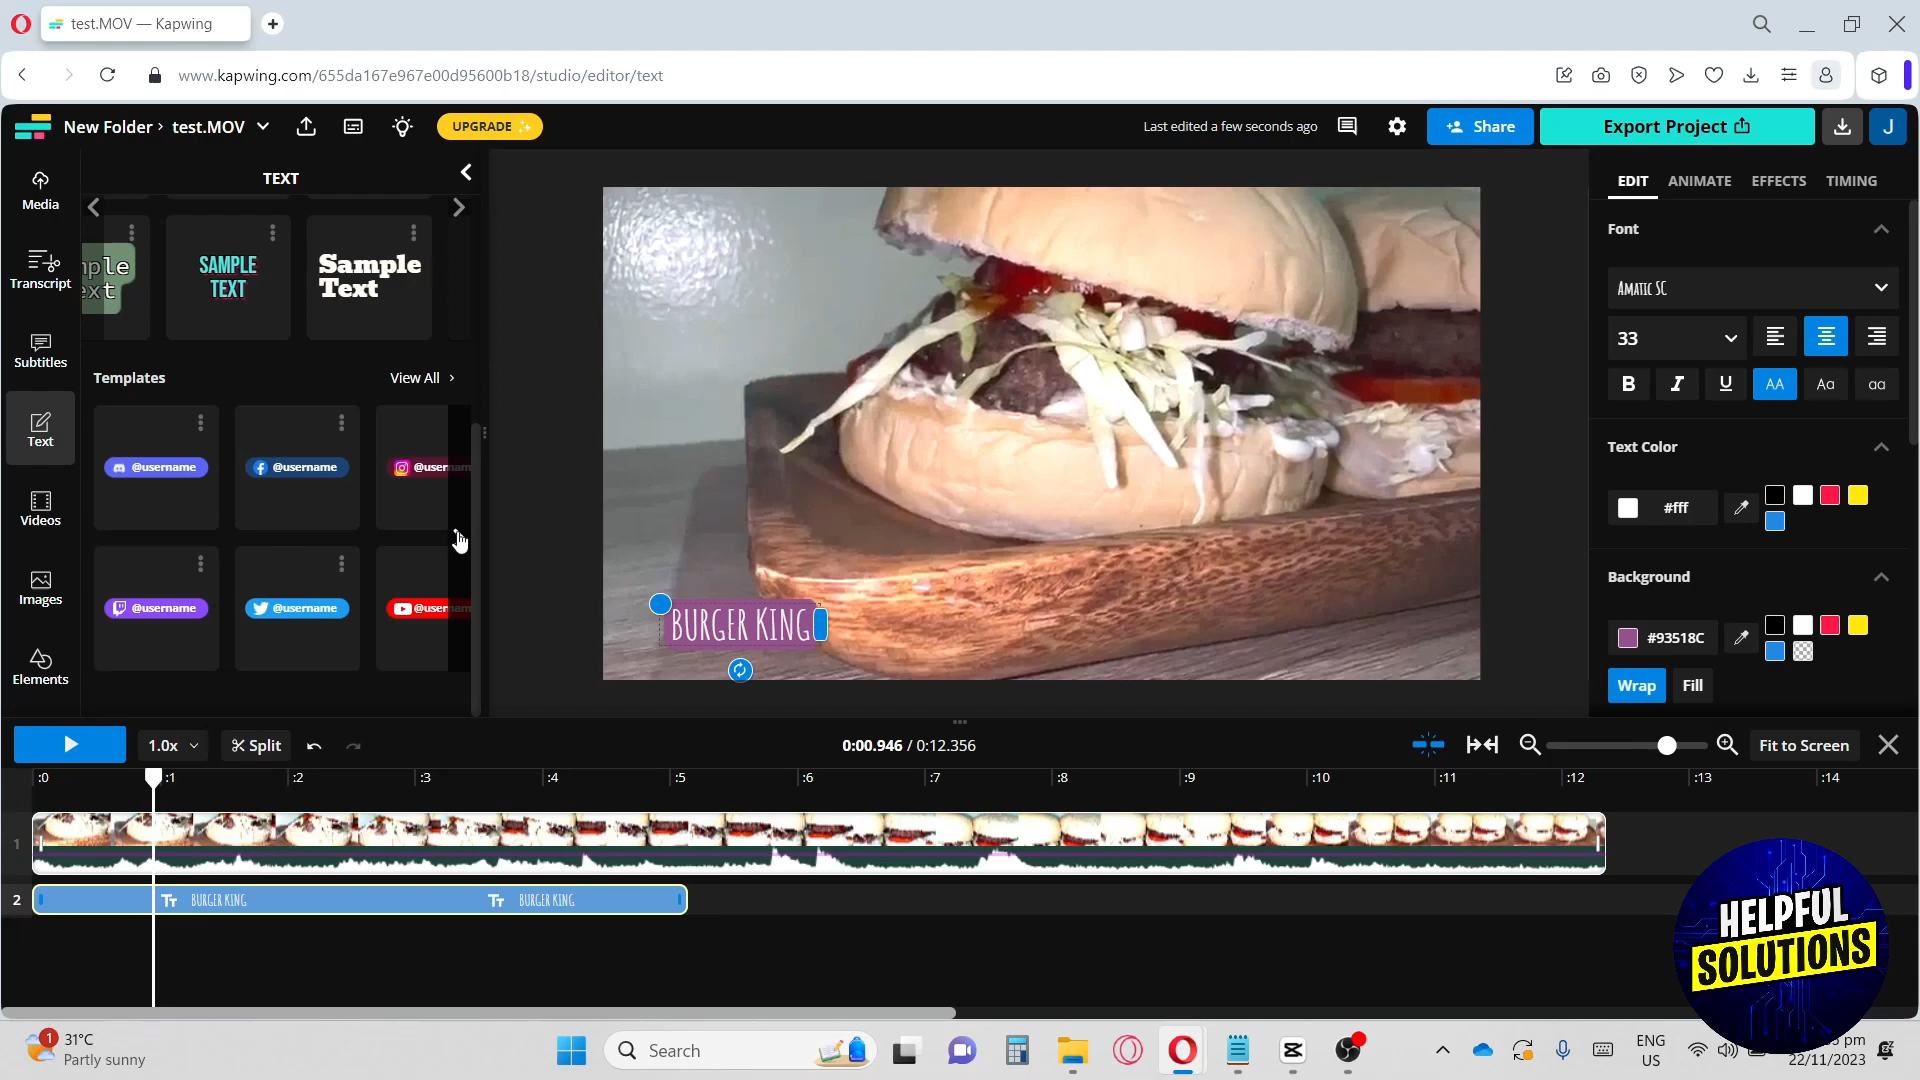 test.MOV — Kapwing
www.kapwing.com/655da167e967e00d95600b18/studio/editor/text
New Folder › test.MOV
UPGRADE
Last edited a few seconds ago
Share
Export Project
J
Media
Transcript
Subtitles
Text
Videos
Images
Elements
TEXT
SAMPLE
TEXT
Sample
Text
Templates
View All ›
@username
@username
@username
@username
BURGER KING
EDIT
ANIMATE
EFFECTS
TIMING
Font
AMATIC SC
33
B I U AA Aa aa
Text Color
#fff
Background
#93518C
Wrap
Fill
1.0x
Split
0:00.946 / 0:12.356
Fit to Screen
:0 :1 :2 :3 :4 :5 :6 :7 :8 :9 :10 :11 :12 :13 :14
1
2
Tт BURGER KING
Tт BURGER KING
HELPFUL
SOLUTIONS
1
31°C
Partly sunny
Search
ENG
US
pm
22/11/2023